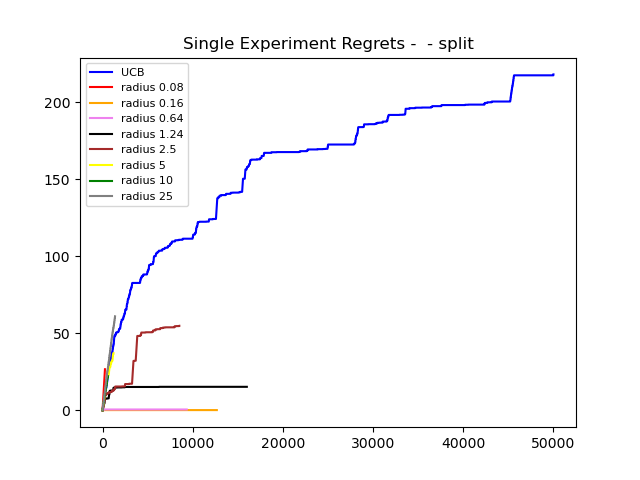 Single Experiment Regrets -  - split
UCB
radius 0.08
radius 0.16
radius 0.64
radius 1.24
radius 2.5
radius 5
radius 10
radius 25
200
150
100
50
0
0 10000 20000 30000 40000 50000